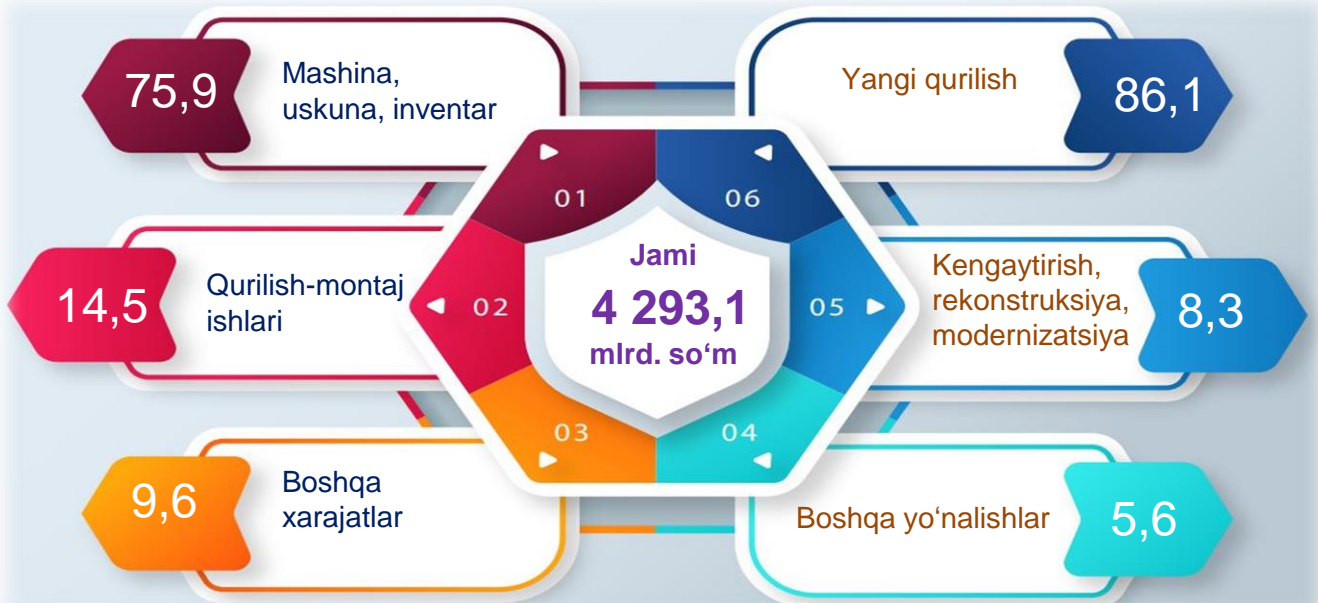 75,9
Mashina,
uskuna, inventar
Yangi qurilish
86,1
01
06
14,5
Qurilish-montaj
ishlari
02
Jami
4 293,1
mlrd. so‘m
05
Kengaytirish,
rekonstruksiya,
modernizatsiya
8,3
03
04
9,6
Boshqa
xarajatlar
Boshqa yo‘nalishlar
5,6